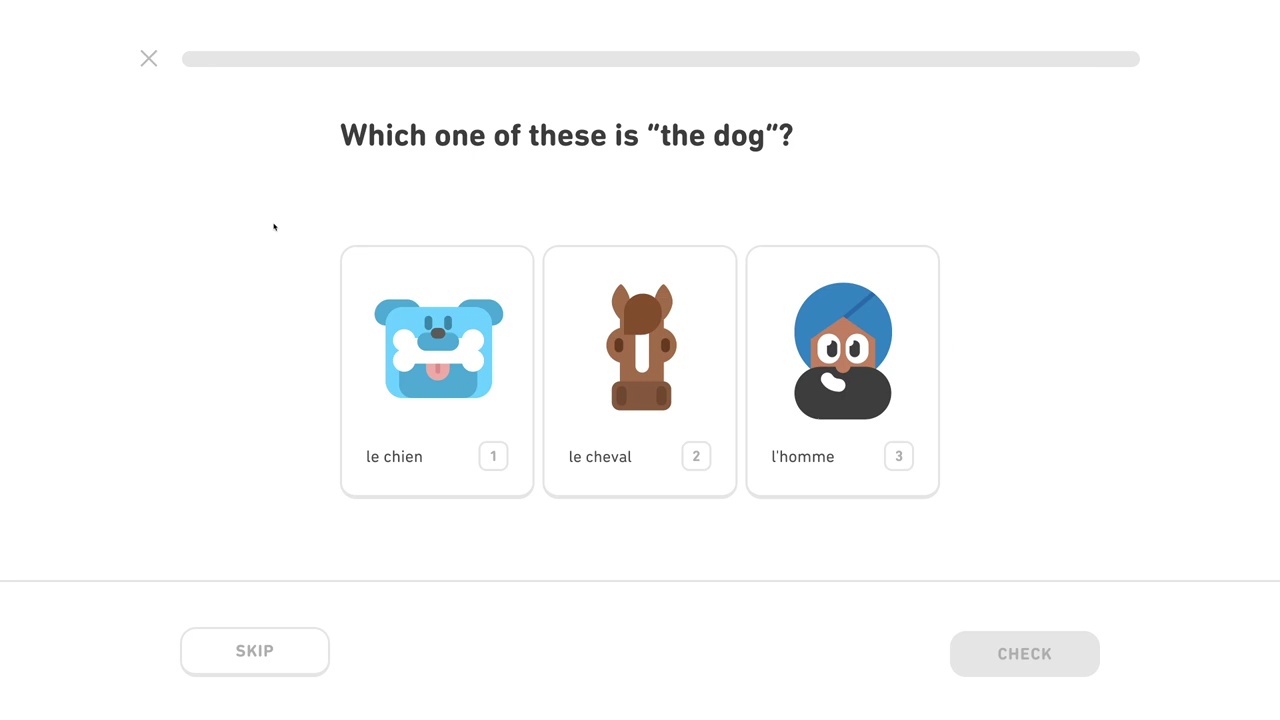 Which one of these is “the dog”?
le chien 1
le cheval 2
l'homme 3
SKIP
CHECK